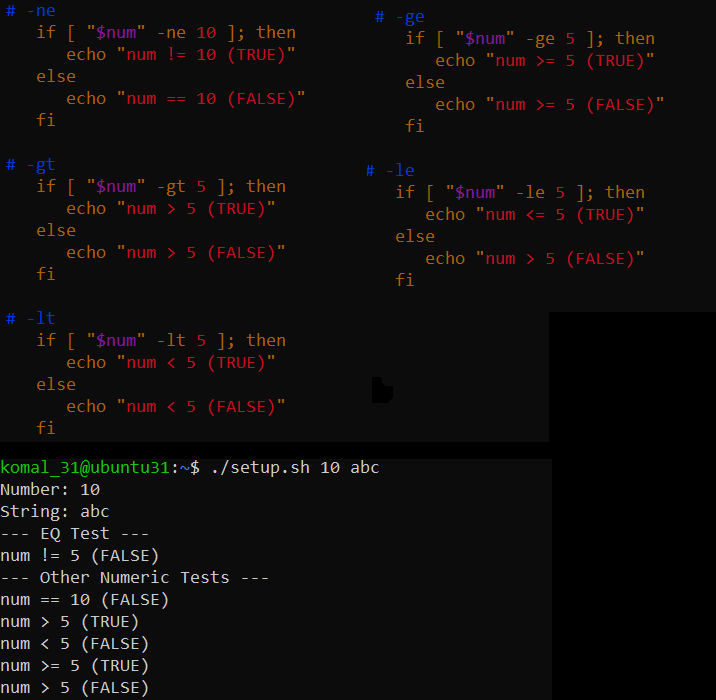 # -ne
if [ "$num" -ne 10 ]; then
echo "num != 10 (TRUE)"
else
echo "num == 10 (FALSE)"
fi
# -gt
if [ "$num" -gt 5 ]; then
echo "num > 5 (TRUE)"
else
echo "num > 5 (FALSE)"
fi
# -lt
if [ "$num" -lt 5 ]; then
echo "num < 5 (TRUE)"
else
echo "num < 5 (FALSE)"
fi
# -ge
if [ "$num" -ge 5 ]; then
echo "num >= 5 (TRUE)"
else
echo "num >= 5 (FALSE)"
fi
# -le
if [ "$num" -le 5 ]; then
echo "num <= 5 (TRUE)"
else
echo "num > 5 (FALSE)"
fi
komal_31@ubuntu31:~$ ./setup.sh 10 abc
Number: 10
String: abc
--- EQ Test ---
num != 5 (FALSE)
--- Other Numeric Tests ---
num == 10 (FALSE)
num > 5 (TRUE)
num < 5 (FALSE)
num >= 5 (TRUE)
num > 5 (FALSE)